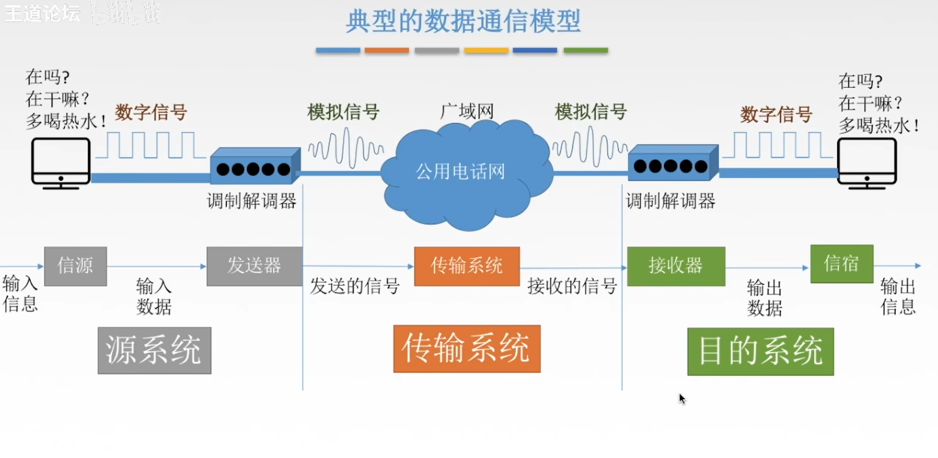 王道论坛
典型的数据通信模型
在吗?
在干嘛?
多喝热水!
数字信号
模拟信号
广域网
模拟信号
数字信号
在吗?
在干嘛?
多喝热水!
公用电话网
调制解调器
调制解调器
输入
信息
信源
输入
数据
发送器
发送的信号
传输系统
接收的信号
接收器
输出
数据
信宿
输出
信息
源系统
传输系统
目的系统